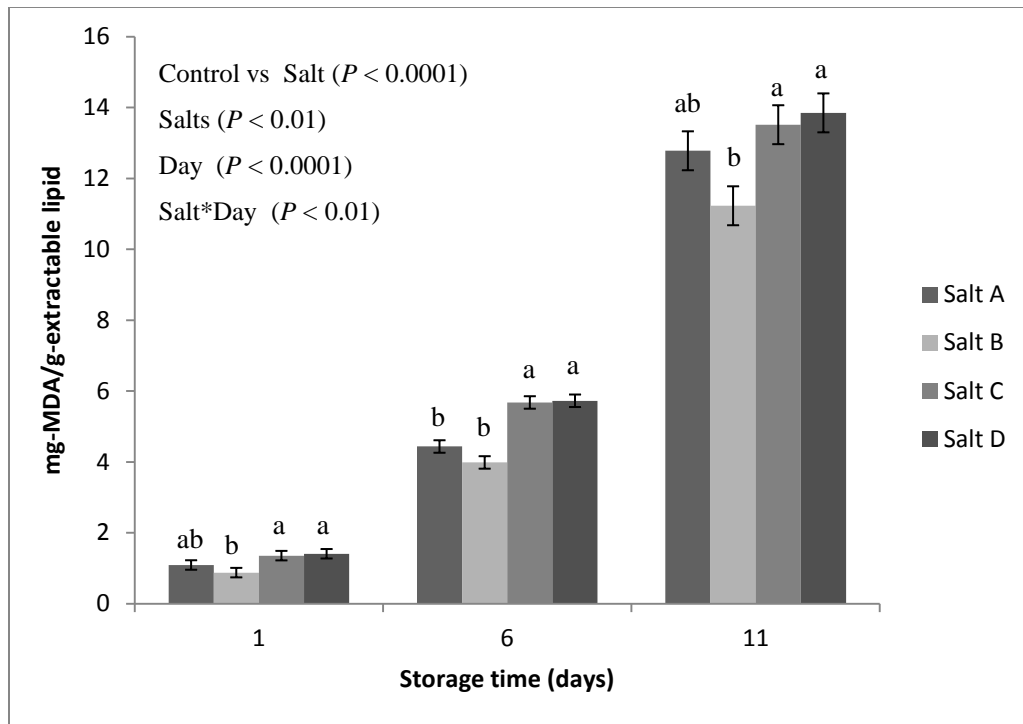 16
14
12
10
8
6
4
2
0
mg-MDA/g-extractable lipid
Control vs Salt (P < 0.0001)
Salts (P < 0.01)
Day (P < 0.0001)
Salt*Day (P < 0.01)
ab b a a
b b a a
ab b a a
1 6 11
Storage time (days)
Salt A
Salt B
Salt C
Salt D